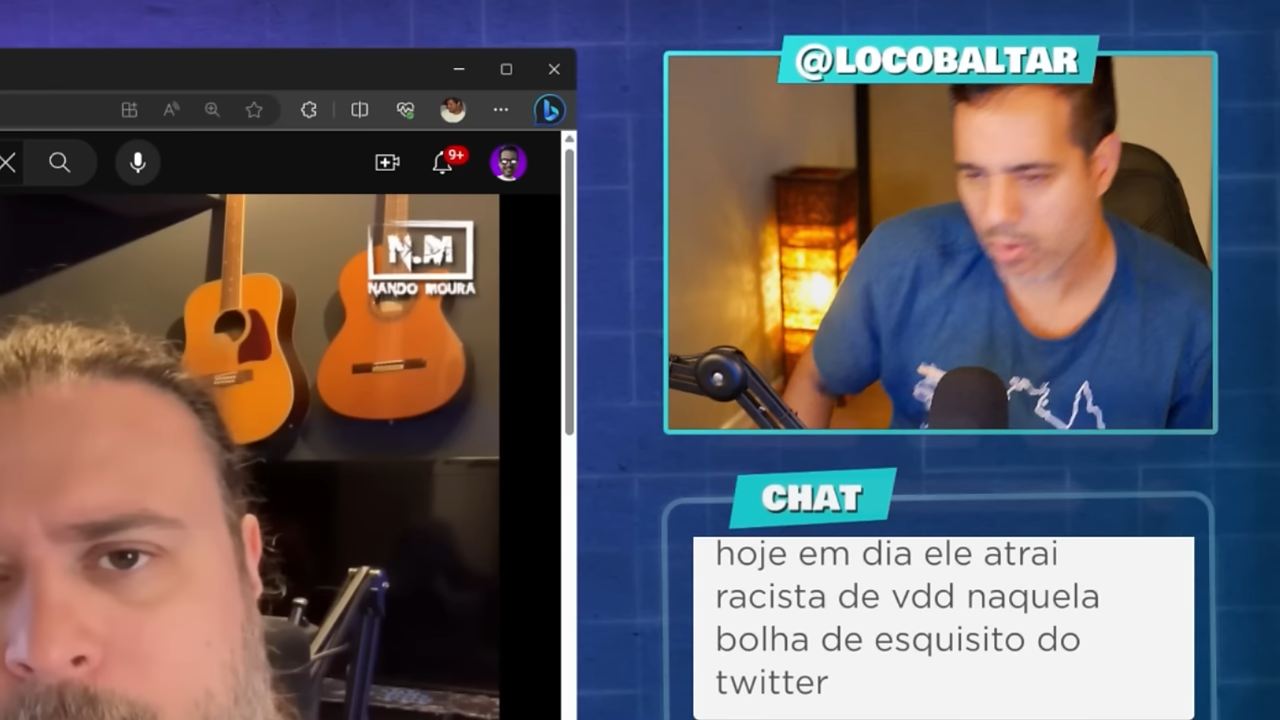 @LOCOBALTAR
9+
N.M
NANDO MOURA
CHAT
hoje em dia ele atrai
racista de vdd naquela
bolha de esquisito do
twitter